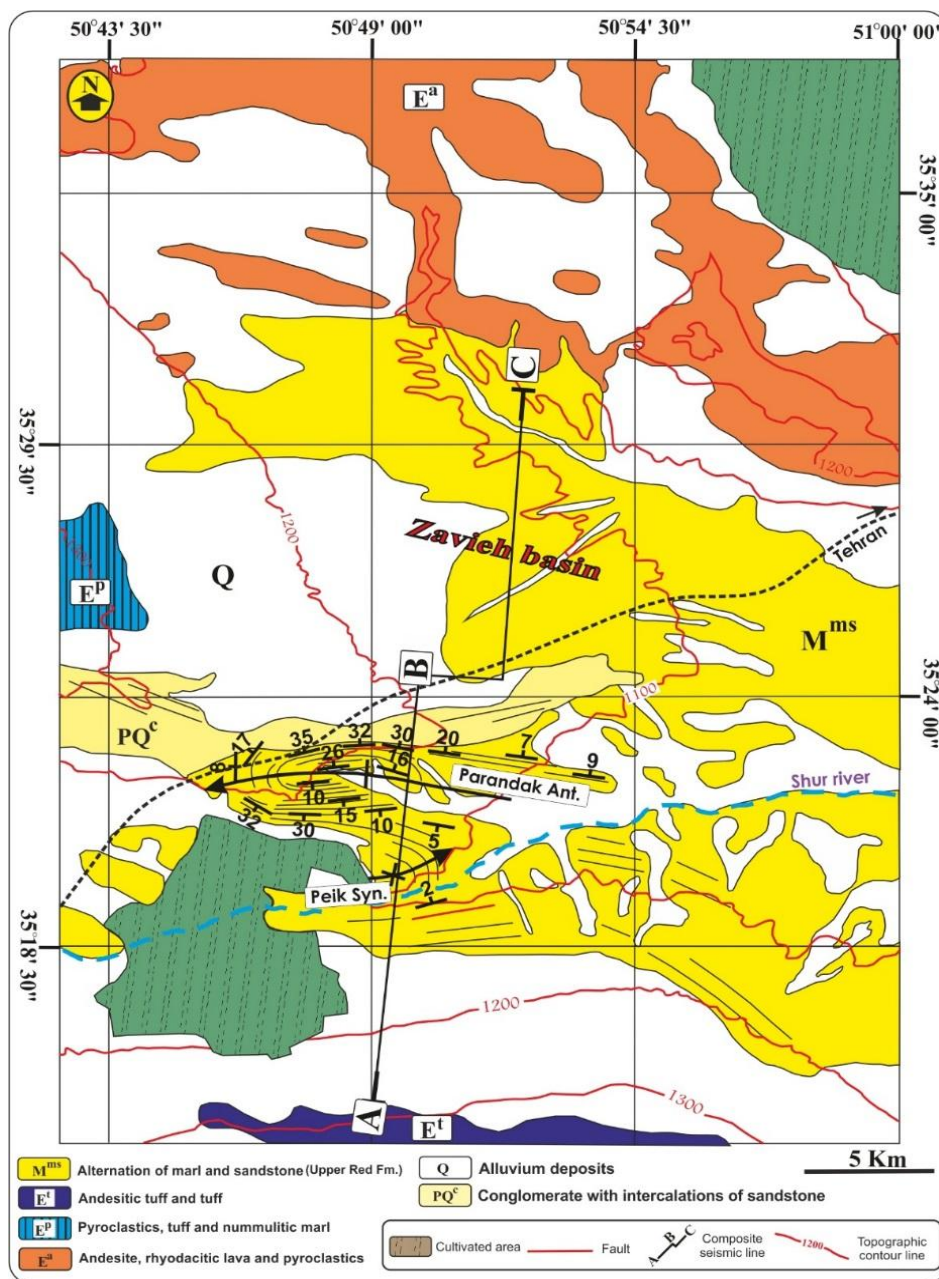 50°43' 30" 50°49' 00" 50°54' 30" 51°00' 00"
N
E^a
35°35' 00"
C
35°29' 30"
1200
1200
Zavieh basin
Tehran
E^p
Q
M^ms
B
35°24' 00"
1100
PQ^c
17 35 32 30 20 7
8 26 16 9
Parandak Ant.
10
Shur river
32 30 15 10 5
Peik Syn.
2
35°18' 30"
1200
1300
A
E^t
M^ms Alternation of marl and sandstone (Upper Red Fm.)
E^t Andesitic tuff and tuff
E^p Pyroclastics, tuff and nummulitic marl
E^a Andesite, rhyodacitic lava and pyroclastics
Q Alluvium deposits
PQ^c Conglomerate with intercalations of sandstone
5 Km
Cultivated area
Fault
A B C
Composite
seismic line
1200
Topographic
contour line